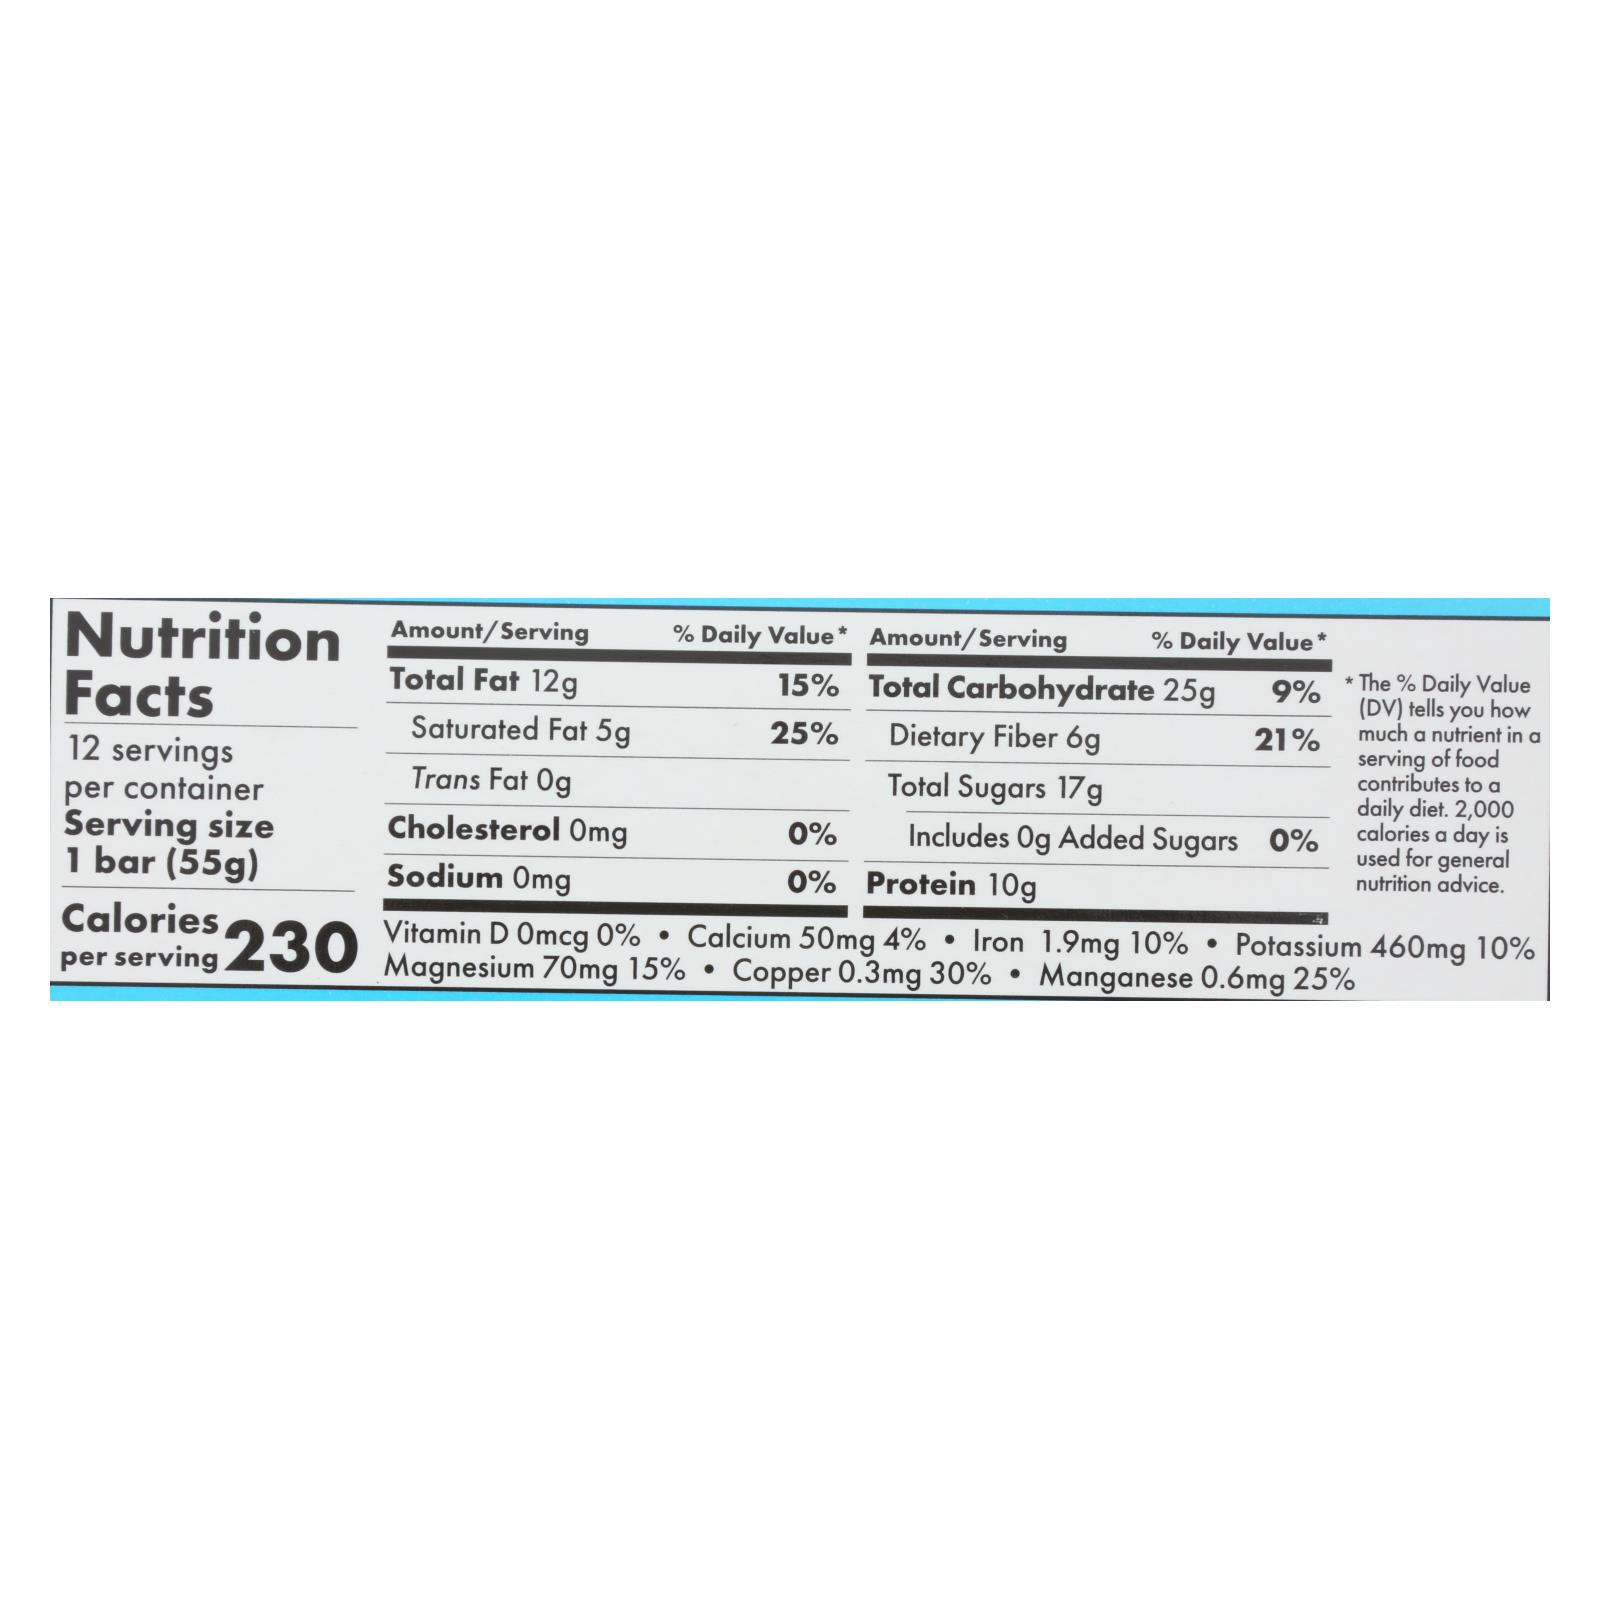 Nutrition
Facts
12 servings
per container
Serving size
1 bar (55g)
Calories
per serving 230
Amount/Serving % Daily Value*
Total Fat 12g 15%
Saturated Fat 5g 25%
Trans Fat 0g
Cholesterol 0mg 0%
Sodium 0mg 0%
Amount/Serving % Daily Value*
Total Carbohydrate 25g 9%
Dietary Fiber 6g 21%
Total Sugars 17g
Includes 0g Added Sugars 0%
Protein 10g
Vitamin D 0mcg 0% • Calcium 50mg 4% • Iron 1.9mg 10% • Potassium 460mg 10%
Magnesium 70mg 15% • Copper 0.3mg 30% • Manganese 0.6mg 25%
* The % Daily Value
(DV) tells you how
much a nutrient in a
serving of food
contributes to a
daily diet. 2,000
calories a day is
used for general
nutrition advice.